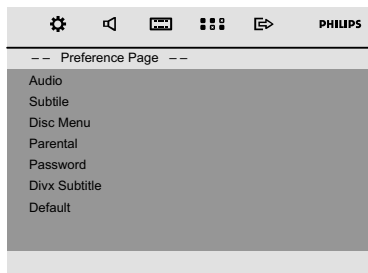 PHILIPS
-- Preference Page --
Audio
Subtile
Disc Menu
Parental
Password
Divx Subtitle
Default